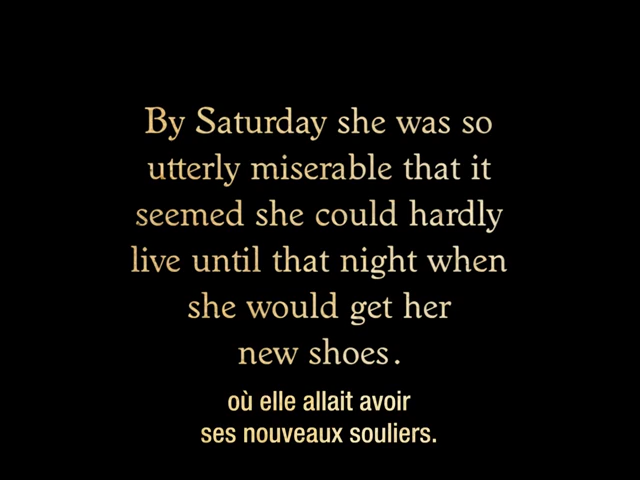 By Saturday she was so
utterly miserable that it
seemed she could hardly
live until that night when
she would get her
new shoes.
où elle allait avoir
ses nouveaux souliers.